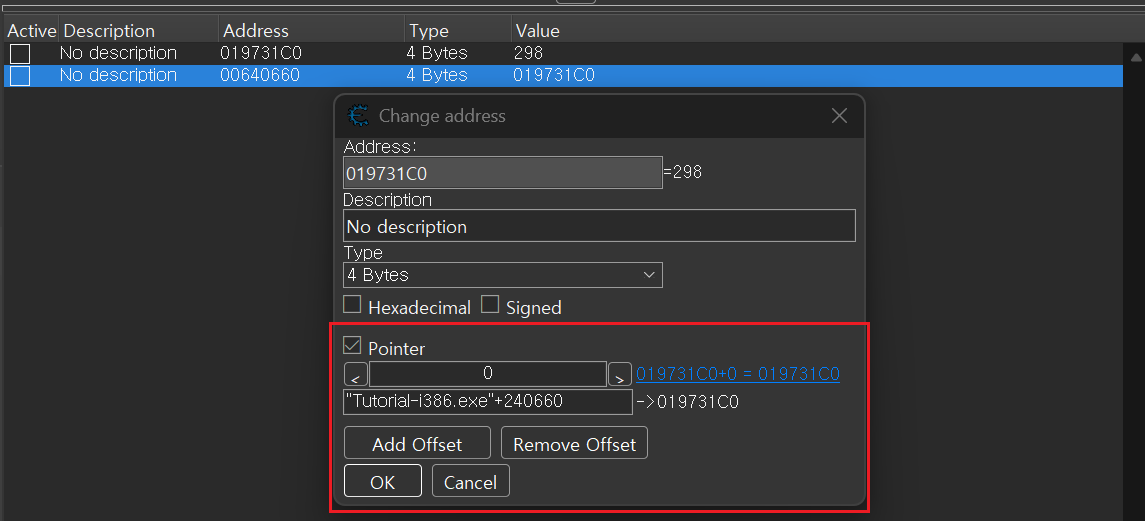 Active Description Address Type Value
No description 019731C0 4 Bytes 298
No description 00640660 4 Bytes 019731C0
Change address
Address:
019731C0 =298
Description
No description
Type
4 Bytes
Hexadecimal Signed
Pointer
< 0 > 019731C0+0 = 019731C0
"Tutorial-i386.exe"+240660 ->019731C0
Add Offset Remove Offset
OK Cancel